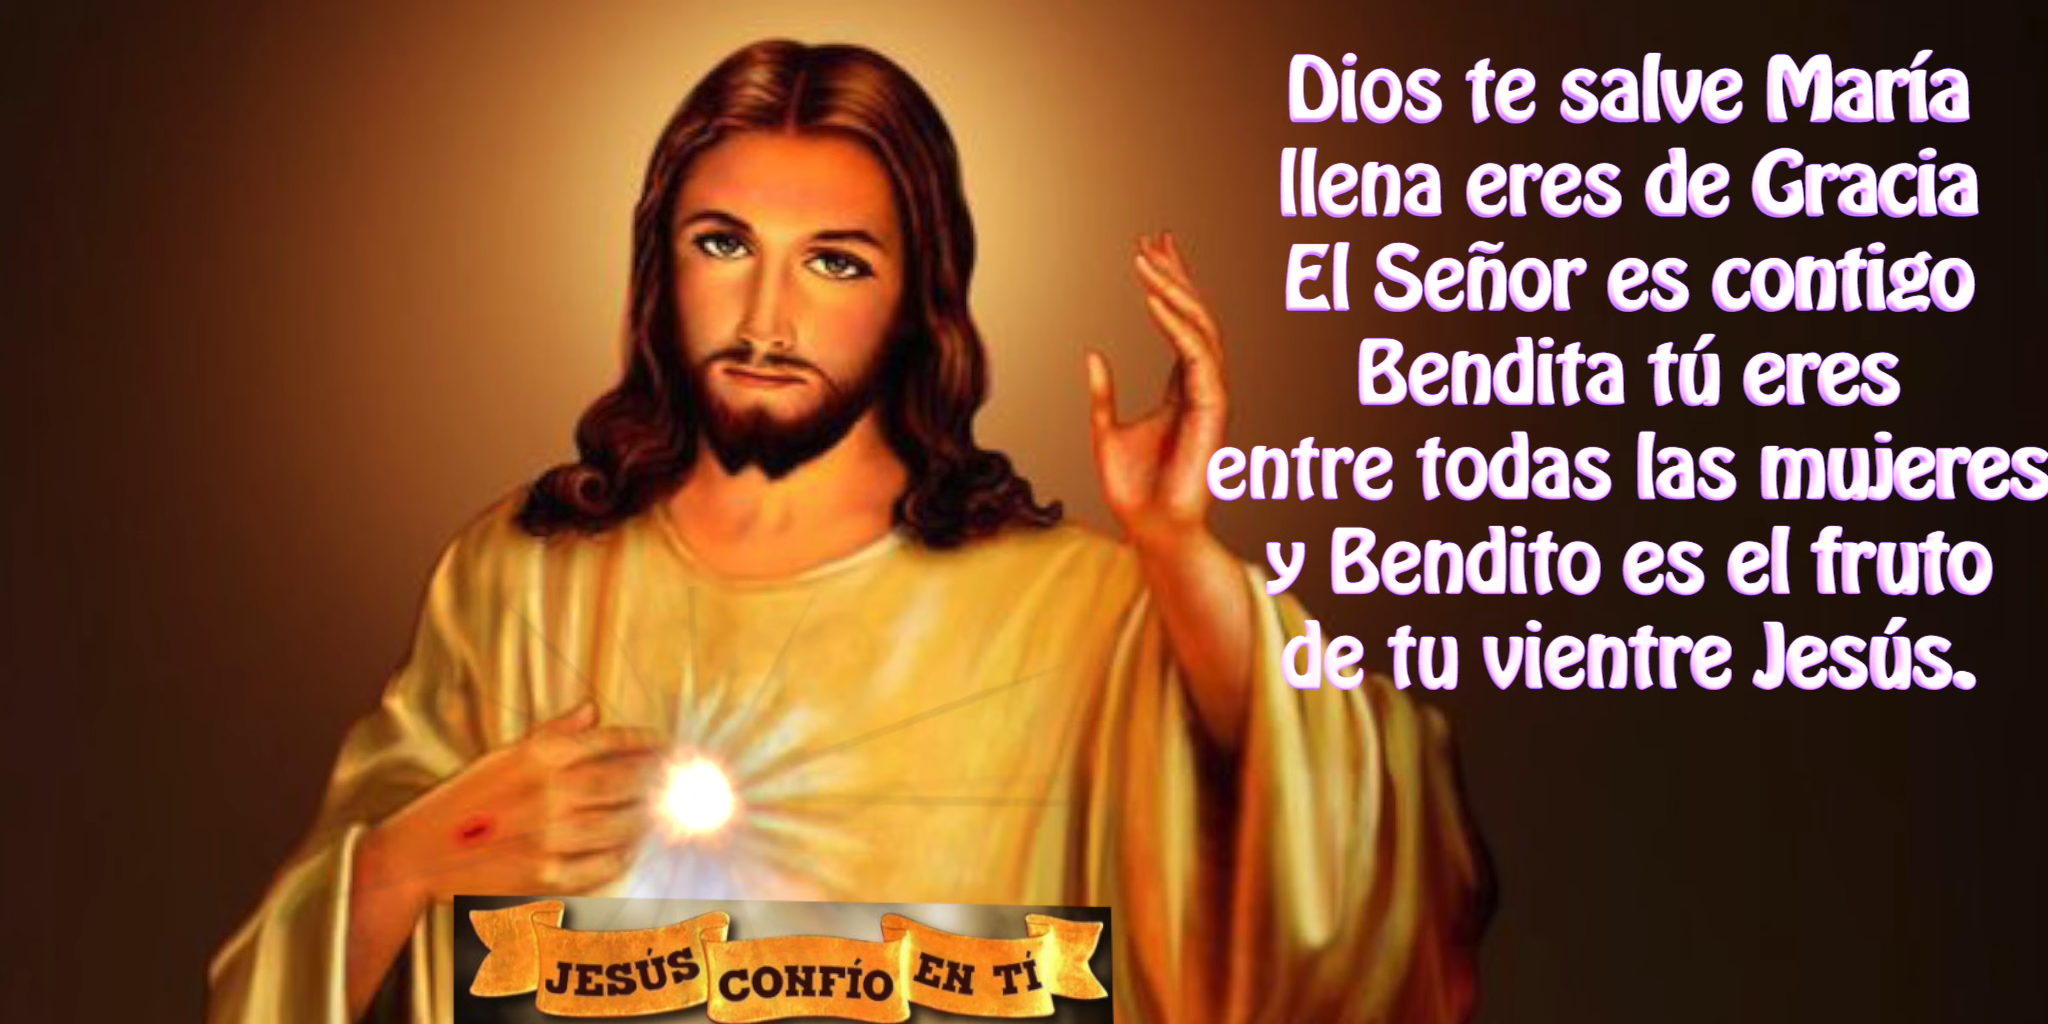 Dios te salve María
llena eres de Gracia
El Señor es contigo
Bendita tú eres
entre todas las mujeres
y Bendito es el fruto
de tu vientre Jesús.
JESÚS CONFÍO EN TÍ